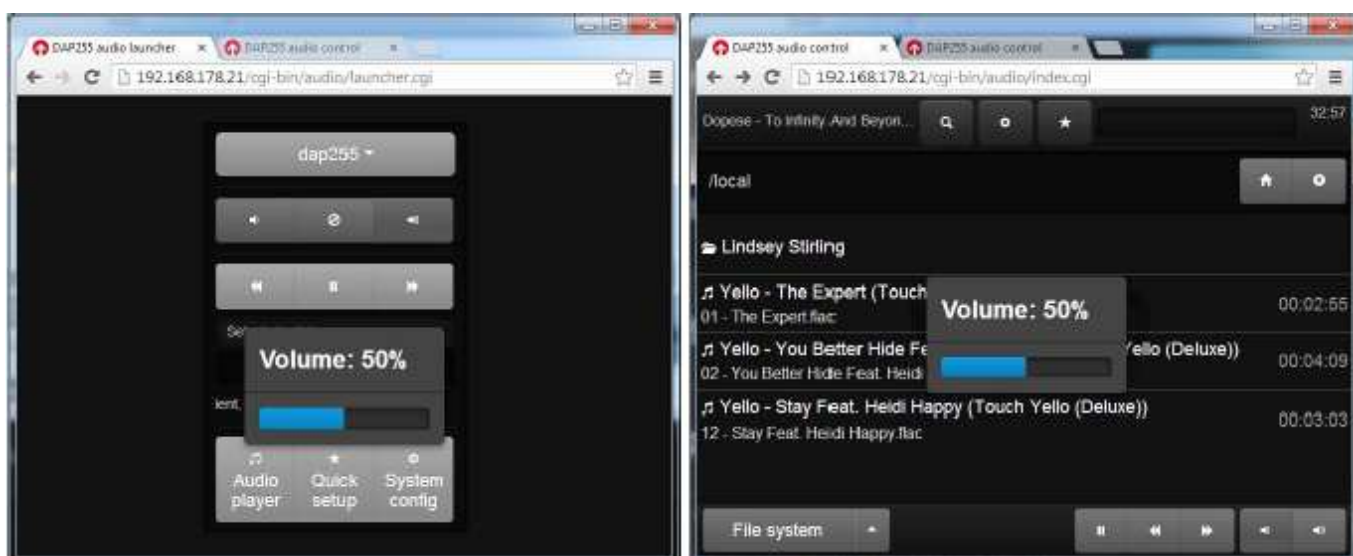 DAP255 audio launcher
DAP255 audio control
192.168.178.21/cgi-bin/audio/launcher.cgi
dap255
Volume: 50%
Audio player
Quick setup
System config
DAP255 audio control
DAP255 audio control
192.168.178.21/cgi-bin/audio/index.cgi
Oopese - To Infinity And Beyon...
32:57
/local
Lindsey Stirling
Yello - The Expert (Touch
00:02:55
01 - The Expert.flac
Volume: 50%
Yello - You Better Hide Fe
Yello (Deluxe))
00:04:09
02 - You Better Hide Feat. Heidi
Yello - Stay Feat. Heidi Happy (Touch Yello (Deluxe))
00:03:03
12 - Stay Feat. Heidi Happy.flac
File system